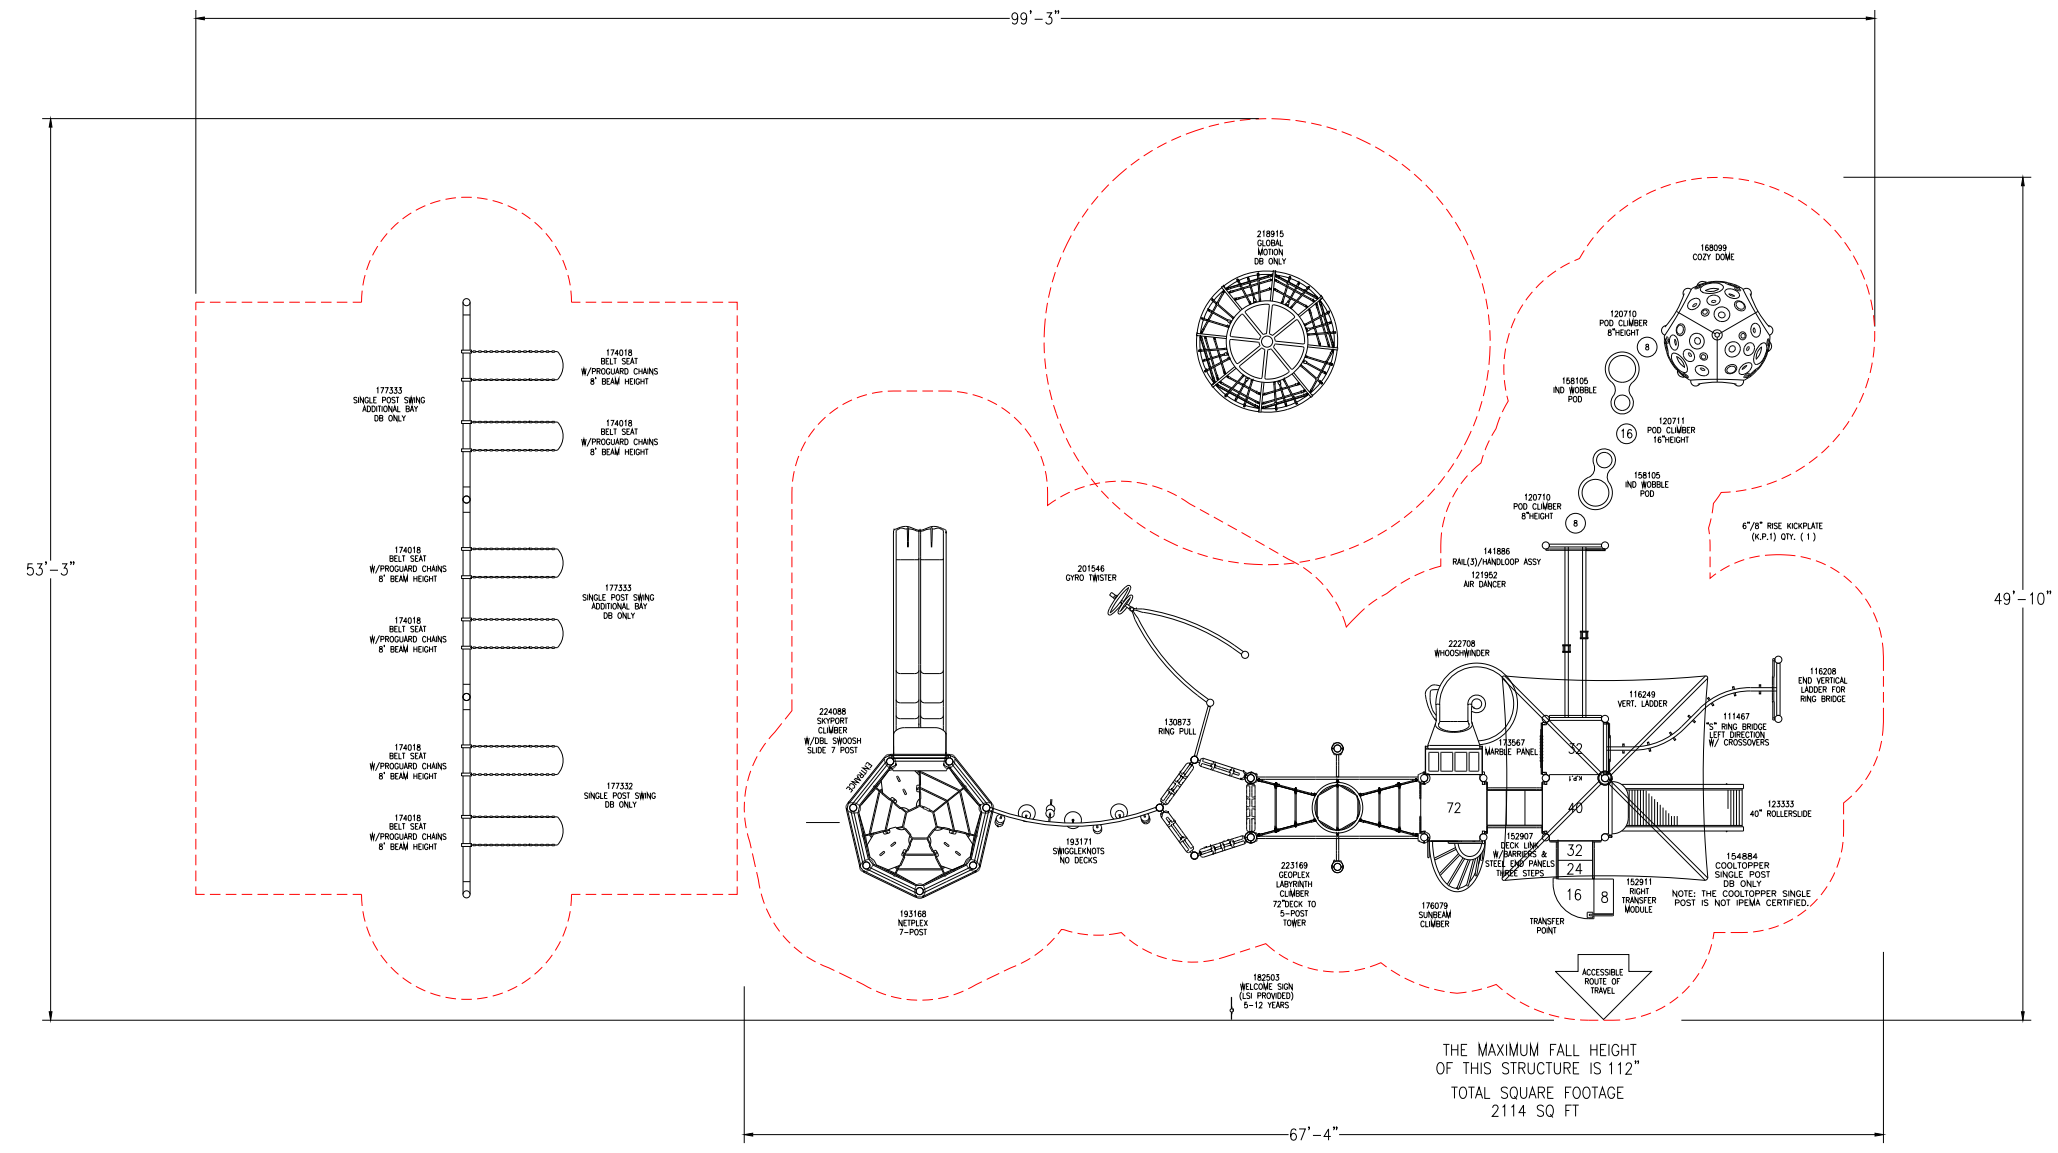 99'-3"
53'-3"
49'-10"
67'-4"
218915
GLOBAL
MOTION
DB ONLY
168099
COZY DOME
120710
POD CLIMBER
8"HEIGHT
8
158105
IND WOBBLE
POD
120711
POD CLIMBER
16"HEIGHT
16
158105
IND WOBBLE
POD
120710
POD CLIMBER
8"HEIGHT
8
6"/8" RISE KICKPLATE
(K.P.1) QTY. ( 1 )
174018
BELT SEAT
W/PROGUARD CHAINS
8' BEAM HEIGHT
177333
SINGLE POST SWING
ADDITIONAL BAY
DB ONLY
174018
BELT SEAT
W/PROGUARD CHAINS
8' BEAM HEIGHT
174018
BELT SEAT
W/PROGUARD CHAINS
8' BEAM HEIGHT
177333
SINGLE POST SWING
ADDITIONAL BAY
DB ONLY
174018
BELT SEAT
W/PROGUARD CHAINS
8' BEAM HEIGHT
174018
BELT SEAT
W/PROGUARD CHAINS
8' BEAM HEIGHT
177332
SINGLE POST SWING
DB ONLY
174018
BELT SEAT
W/PROGUARD CHAINS
8' BEAM HEIGHT
141886
RAIL(3)/HANDLOOP ASSY
121952
AIR DANCER
201546
GYRO TWISTER
222708
WHOOSHWINDER
116208
END VERTICAL
LADDER FOR
RING BRIDGE
116249
VERT. LADDER
111467
"S" RING BRIDGE
LEFT DIRECTION
W/ CROSSOVERS
224088
SKYPORT
CLIMBER
W/DBL SWOOSH
SLIDE 7 POST
ENTRANCE
130873
RING PULL
173567
MARBLE PANEL
32
K.P.1
72
40
123333
40" ROLLERSLIDE
193171
SWIGGLEKNOTS
NO DECKS
152907
DECK LINK
W/BARRIERS &
STEEL END PANELS
THREE STEPS
32
24
16
8
154884
COOLTOPPER
SINGLE POST
DB ONLY
NOTE: THE COOLTOPPER SINGLE
POST IS NOT IPEMA CERTIFIED.
223169
GEOPLEX
LABYRINTH
CLIMBER
72"DECK TO
5-POST
TOWER
152911
RIGHT
TRANSFER
MODULE
193168
NETPLEX
7-POST
176079
SUNBEAM
CLIMBER
TRANSFER
POINT
182503
WELCOME SIGN
(LSI PROVIDED)
5-12 YEARS
ACCESSIBLE
ROUTE OF
TRAVEL
THE MAXIMUM FALL HEIGHT
OF THIS STRUCTURE IS 112"
TOTAL SQUARE FOOTAGE
2114 SQ FT